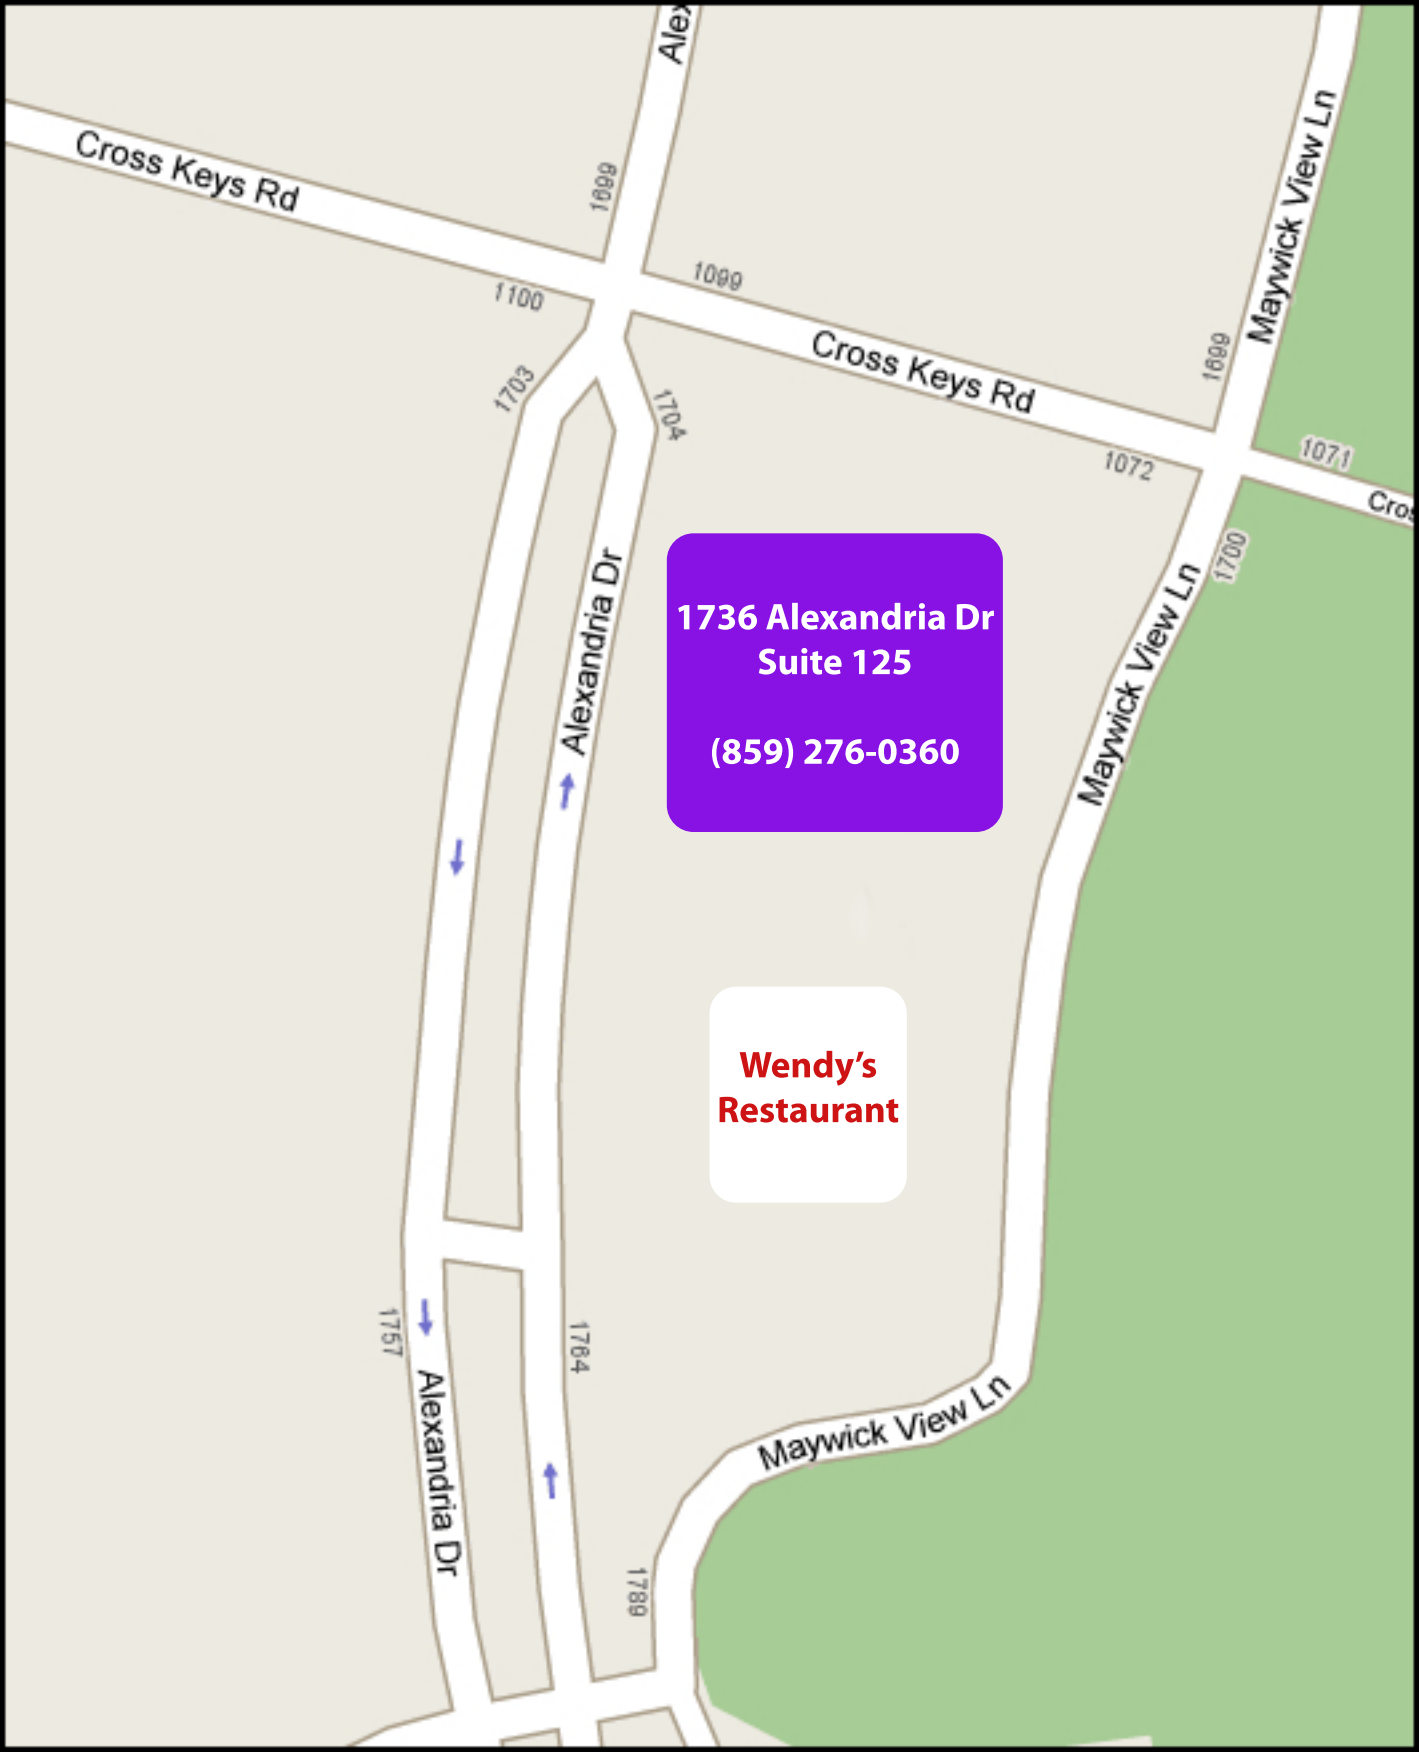 Alex
Maywick View Ln
Cross Keys Rd
1699
1099
1100
Cross Keys Rd
1699
1703
1704
1072
1071
Cros
1700
Alexandria Dr
Maywick View Ln
1736 Alexandria Dr
Suite 125
(859) 276-0360
Wendy’s
Restaurant
1757
1764
Alexandria Dr
Maywick View Ln
1789